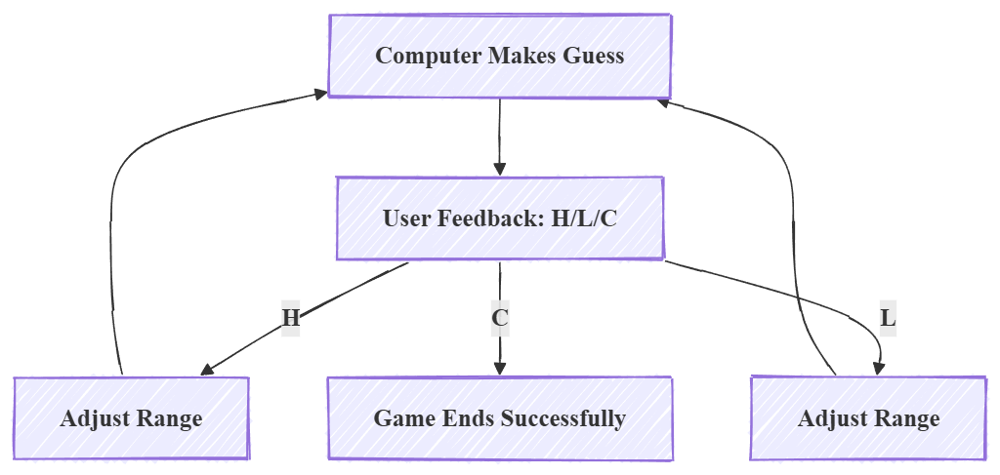 Computer Makes Guess
User Feedback: H/L/C
H
C
L
Adjust Range
Game Ends Successfully
Adjust Range